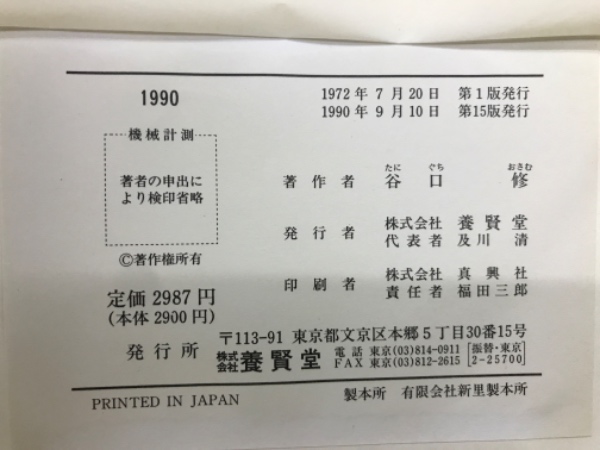 1990
1972年7月20日 第1版発行
1990年9月10日 第15版発行
機械計測
著者の申出に
より検印省略
©著作権所有
定価2987円
(本体2900円)
たに ぐち おさむ
著作者 谷口 修
発行者 株式会社 養賢堂
代表者 及川 清
印刷者 株式会社 真興社
責任者 福田三郎
〒113-91 東京都文京区本郷5丁目30番15号
発行所 株式会社 養賢堂
電話 東京(03)814-0911 [振替・東京]
FAX 東京(03)812-2615 [2-25700]
PRINTED IN JAPAN
製本所 有限会社新里製本所